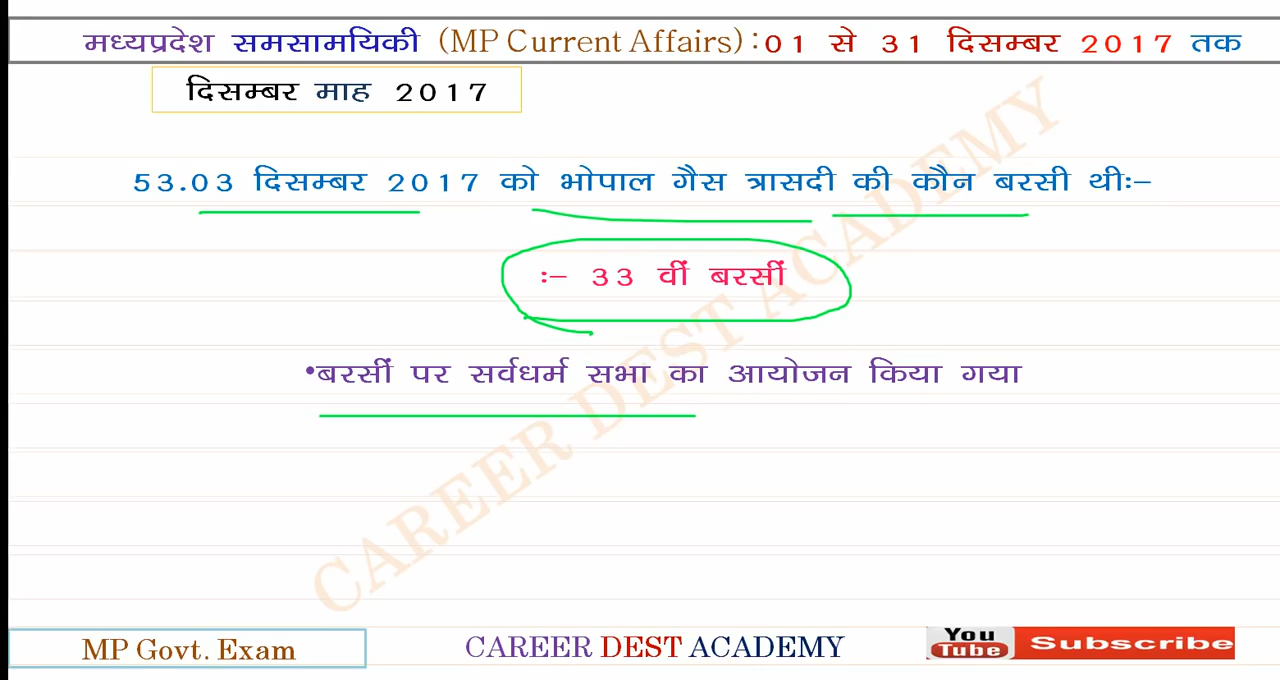 मध्यप्रदेश समसामयिकी (MP Current Affairs) : 01 से 31 दिसम्बर 2017 तक
दिसम्बर माह 2017
53.03 दिसम्बर 2017 को भोपाल गैस त्रासदी की कौन बरसी थीः–
ः– 33 वीं बरसीं
•बरसीं पर सर्वधर्म सभा का आयोजन किया गया
CAREER DEST ACADEMY
MP Govt. Exam
CAREER DEST ACADEMY
You Tube Subscribe